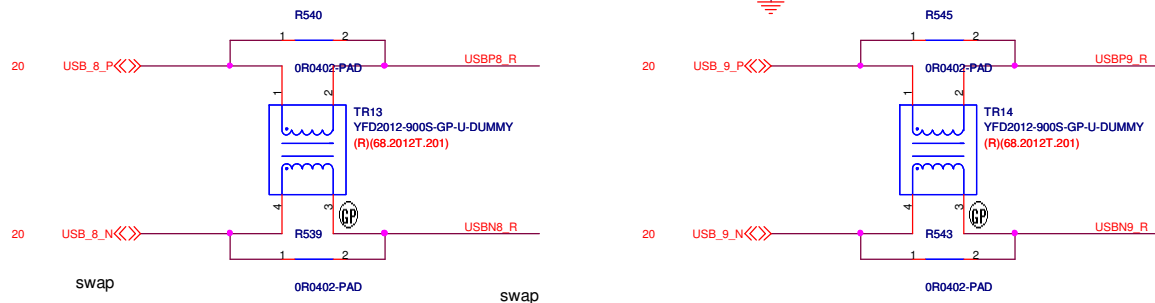 R540
R545
1 2
1 2
0R0402-PAD
0R0402-PAD
20 USB_8_P USBP8_R
20 USB_9_P USBP9_R
1 2
1 2
TR13
YFD2012-900S-GP-U-DUMMY
(R)(68.2012T.201)
TR14
YFD2012-900S-GP-U-DUMMY
(R)(68.2012T.201)
4 3
4 3
GP
GP
20 USB_8_N R539 USBN8_R
20 USB_9_N R543 USBN9_R
1 2
1 2
swap
0R0402-PAD
swap
0R0402-PAD